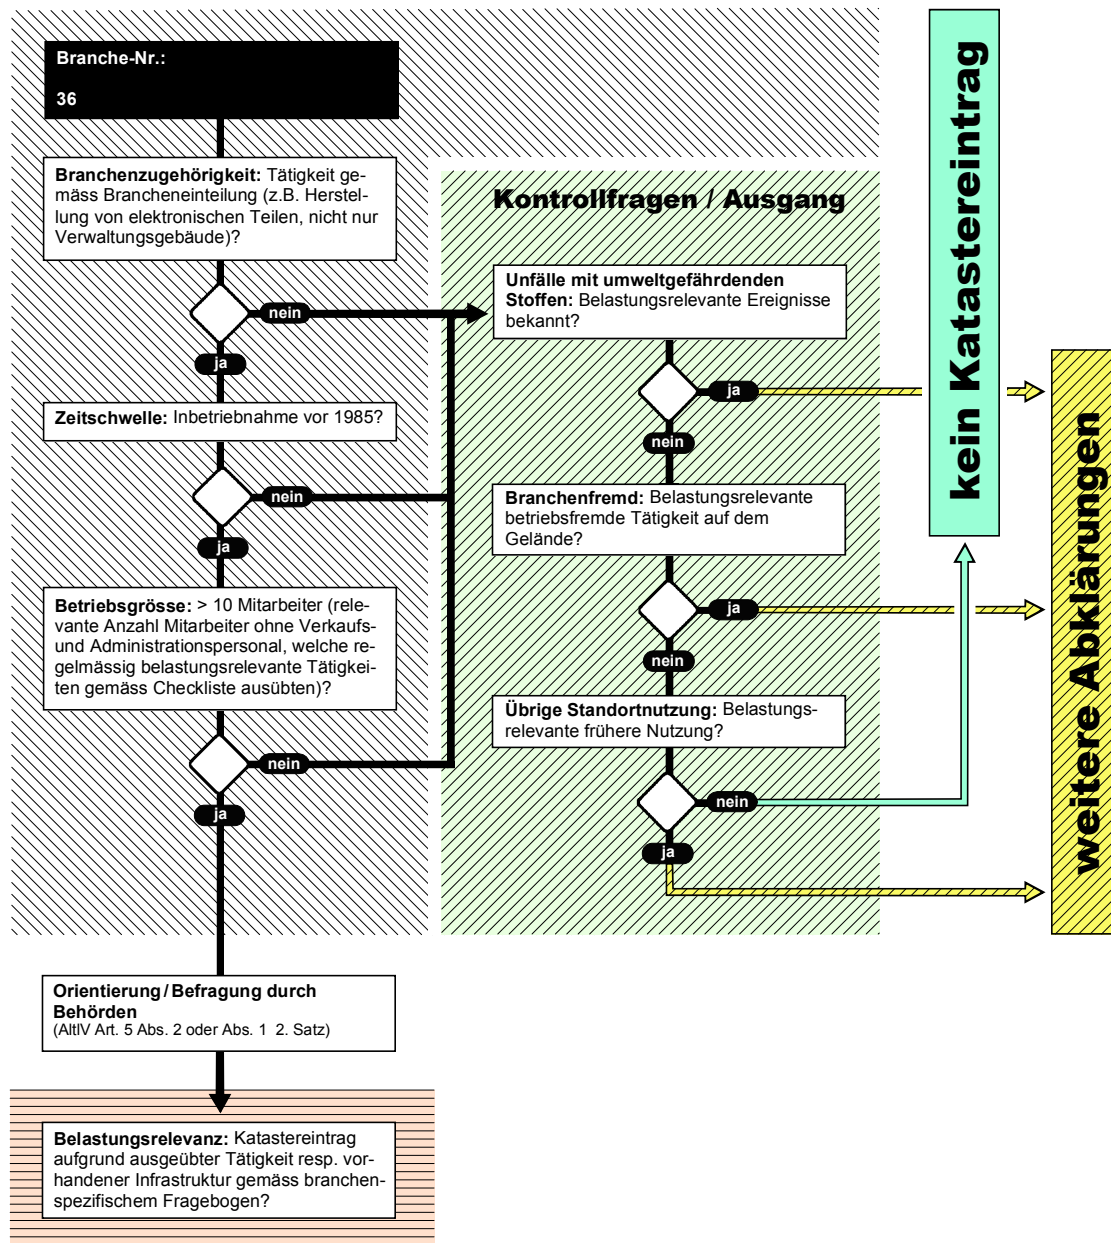 Branche-Nr.:
36
Branchenzugehörigkeit: Tätigkeit ge-
mäss Brancheneinteilung (z.B. Herstel-
lung von elektronischen Teilen, nicht nur
Verwaltungsgebäude)?
nein
ja
Zeitschwelle: Inbetriebnahme vor 1985?
nein
ja
Betriebsgrösse: > 10 Mitarbeiter (rele-
vante Anzahl Mitarbeiter ohne Verkaufs-
und Administrationspersonal, welche re-
gelmässig belastungsrelevante Tätigkei-
ten gemäss Checkliste ausübten)?
nein
ja
Orientierung/Befragung durch
Behörden
(AltlV Art. 5 Abs. 2 oder Abs. 1 2. Satz)
Belastungsrelevanz: Katastereintrag
aufgrund ausgeübter Tätigkeit resp. vor-
handener Infrastruktur gemäss branchen-
spezifischem Fragebogen?
Kontrollfragen / Ausgang
Unfälle mit umweltgefährdenden
Stoffen: Belastungsrelevante Ereignisse
bekannt?
ja
nein
Branchenfremd: Belastungsrelevante
betriebsfremde Tätigkeit auf dem
Gelände?
ja
nein
Übrige Standortnutzung: Belastungs-
relevante frühere Nutzung?
nein
ja
kein Katastereintrag
weitere Abklärungen